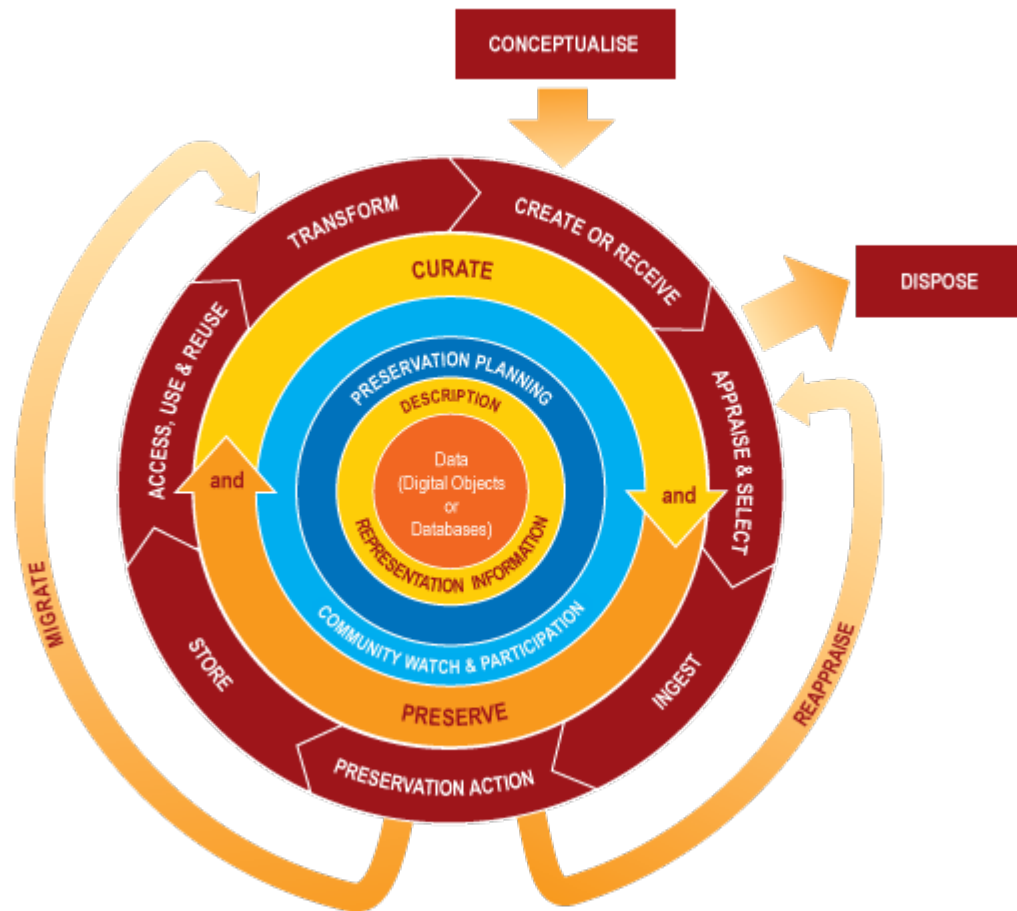 CONCEPTUALISE
CREATE OR RECEIVE
DISPOSE
APPRAISE & SELECT
REAPPRAISE
INGEST
PRESERVATION ACTION
MIGRATE
STORE
ACCESS, USE & REUSE
TRANSFORM
CURATE
and
PRESERVE
and
COMMUNITY WATCH & PARTICIPATION
PRESERVATION PLANNING
DESCRIPTION
REPRESENTATION INFORMATION
Data
(Digital Objects
or
Databases)